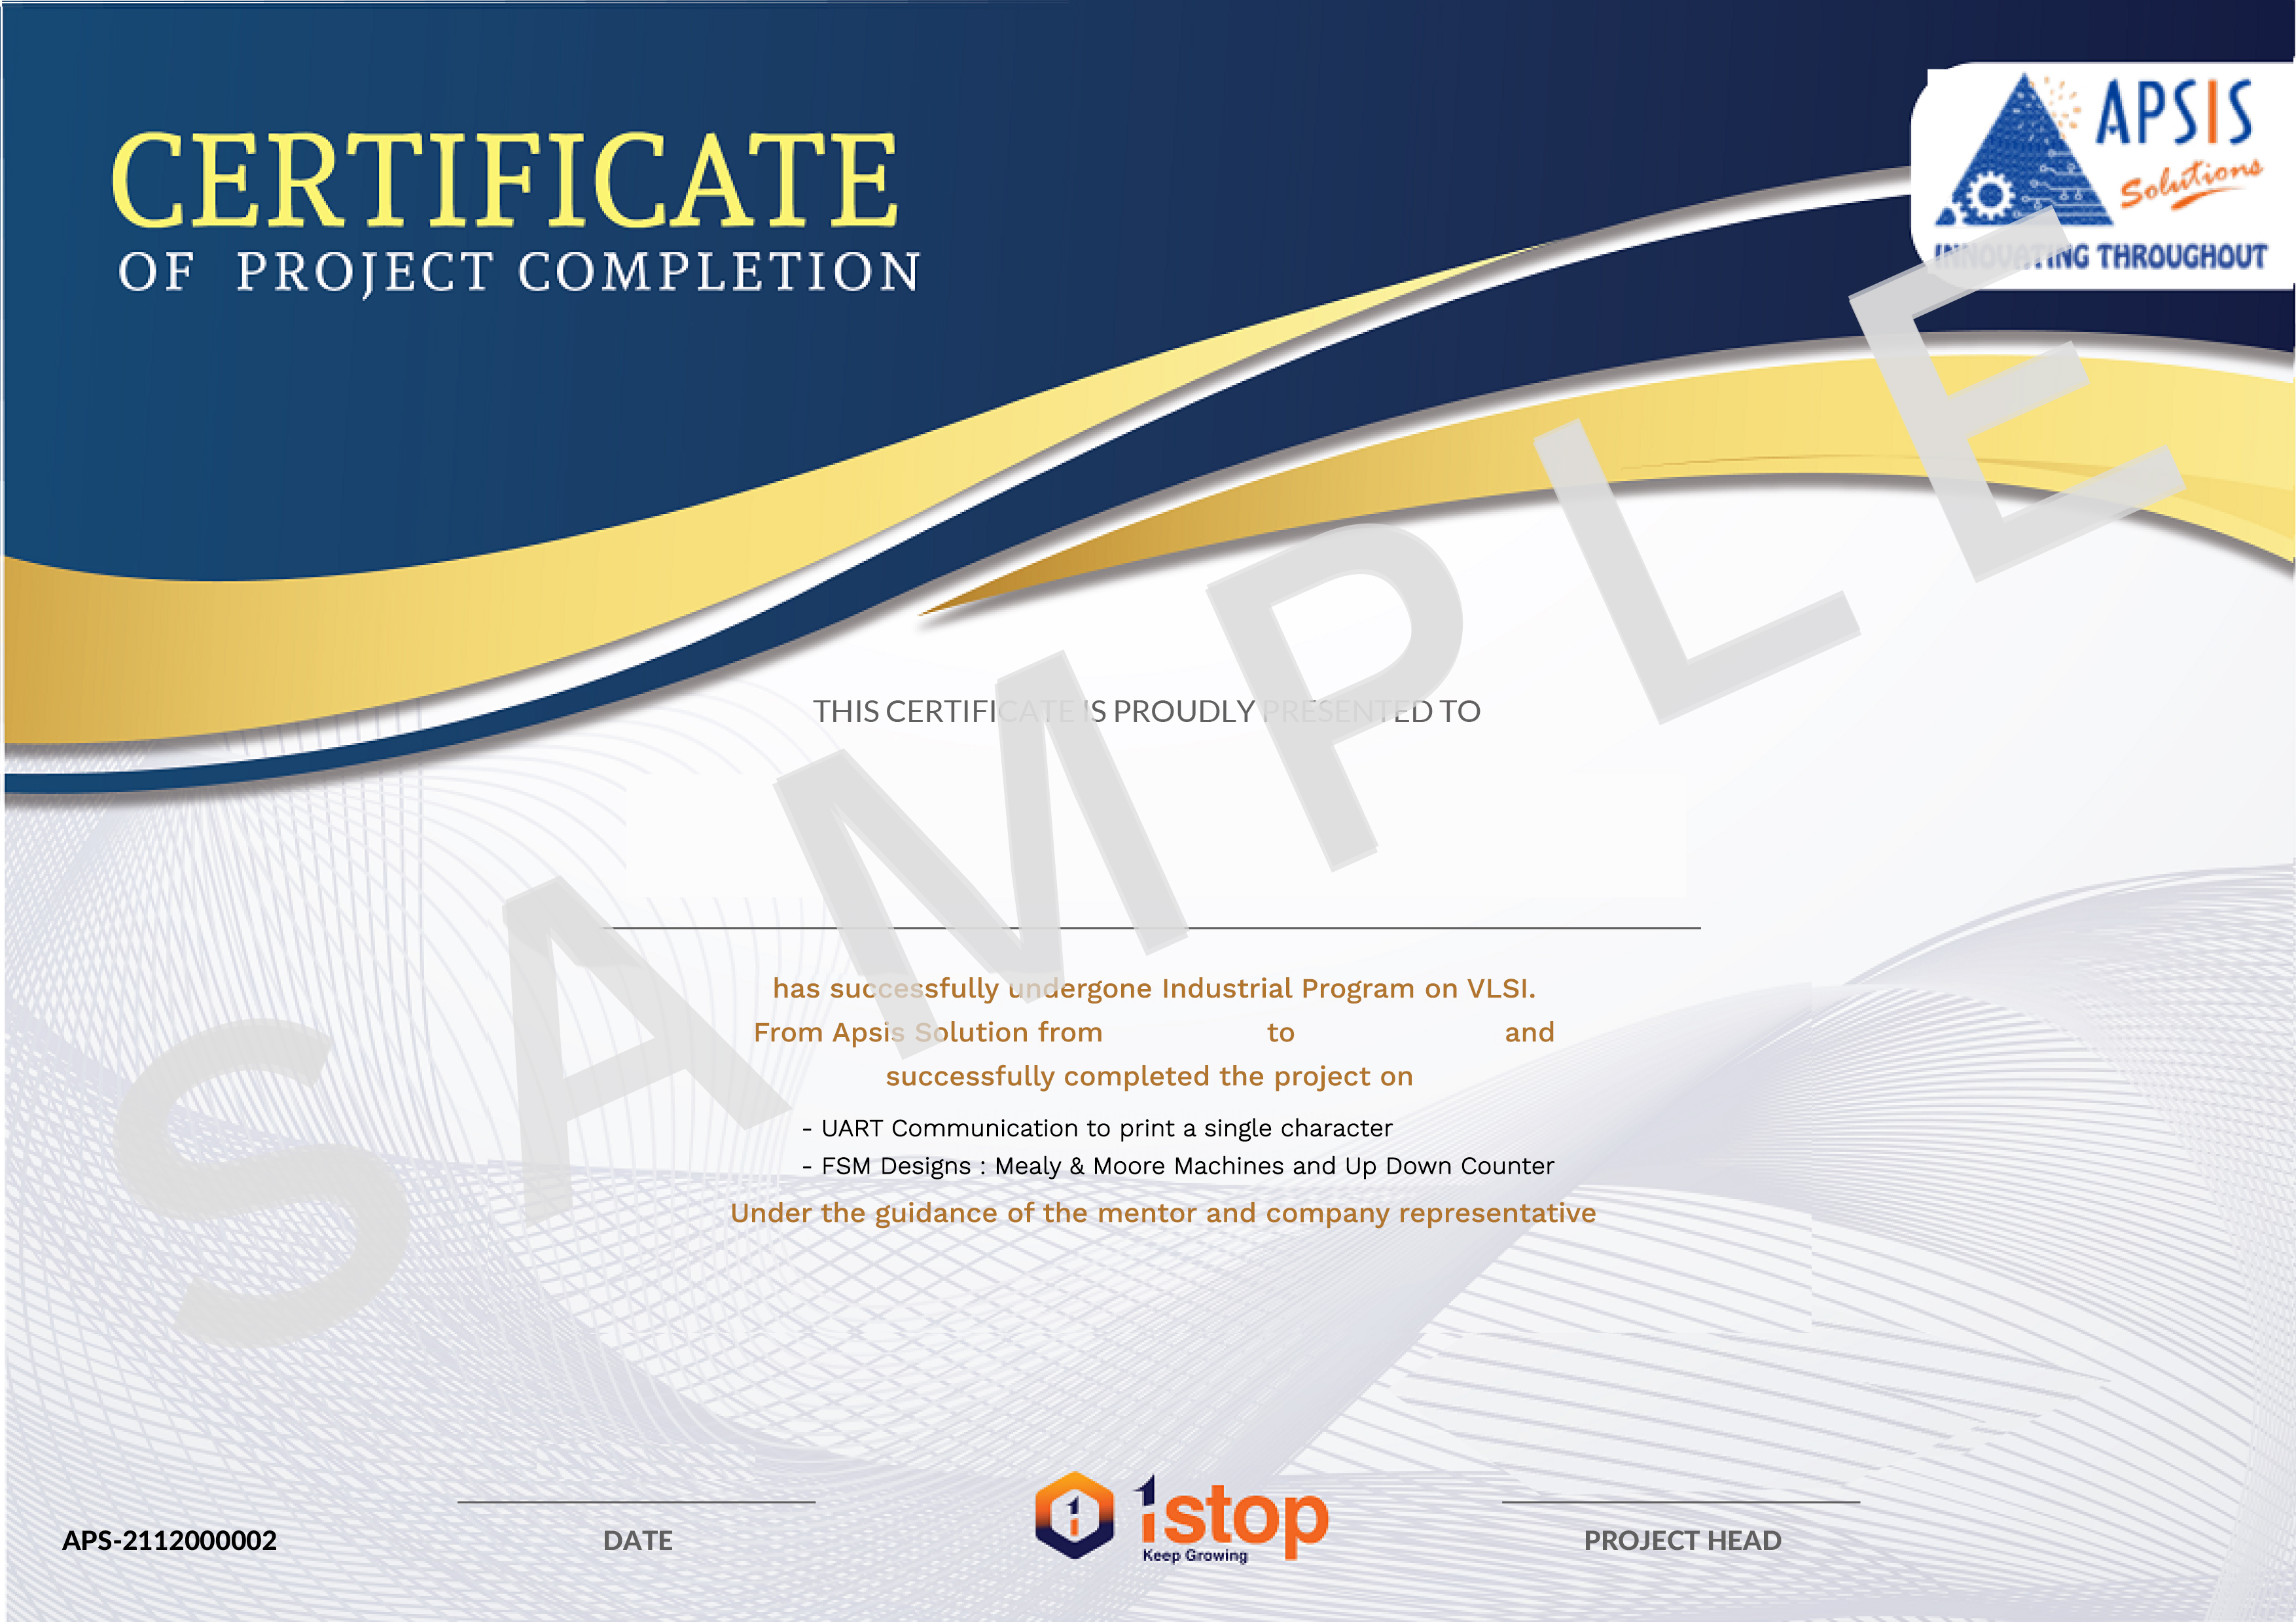 CERTIFICATE
OF PROJECT COMPLETION
APSIS
Solutions
INNOVATING THROUGHOUT
SAMPLE
THIS CERTIFICATE IS PROUDLY PRESENTED TO
has successfully undergone Industrial Program on VLSI.
From Apsis Solution from to and
successfully completed the project on
- UART Communication to print a single character
- FSM Designs : Mealy & Moore Machines and Up Down Counter
Under the guidance of the mentor and company representative
APS-2112000002
DATE
1stop
Keep Growing
PROJECT HEAD